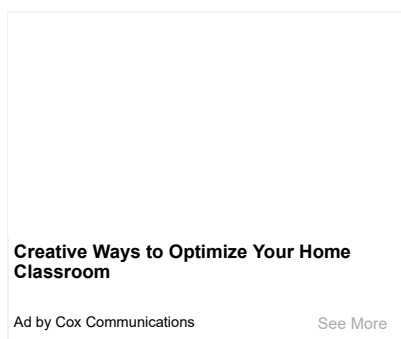 Creative Ways to Optimize Your Home
Classroom
Ad by Cox Communications
See More